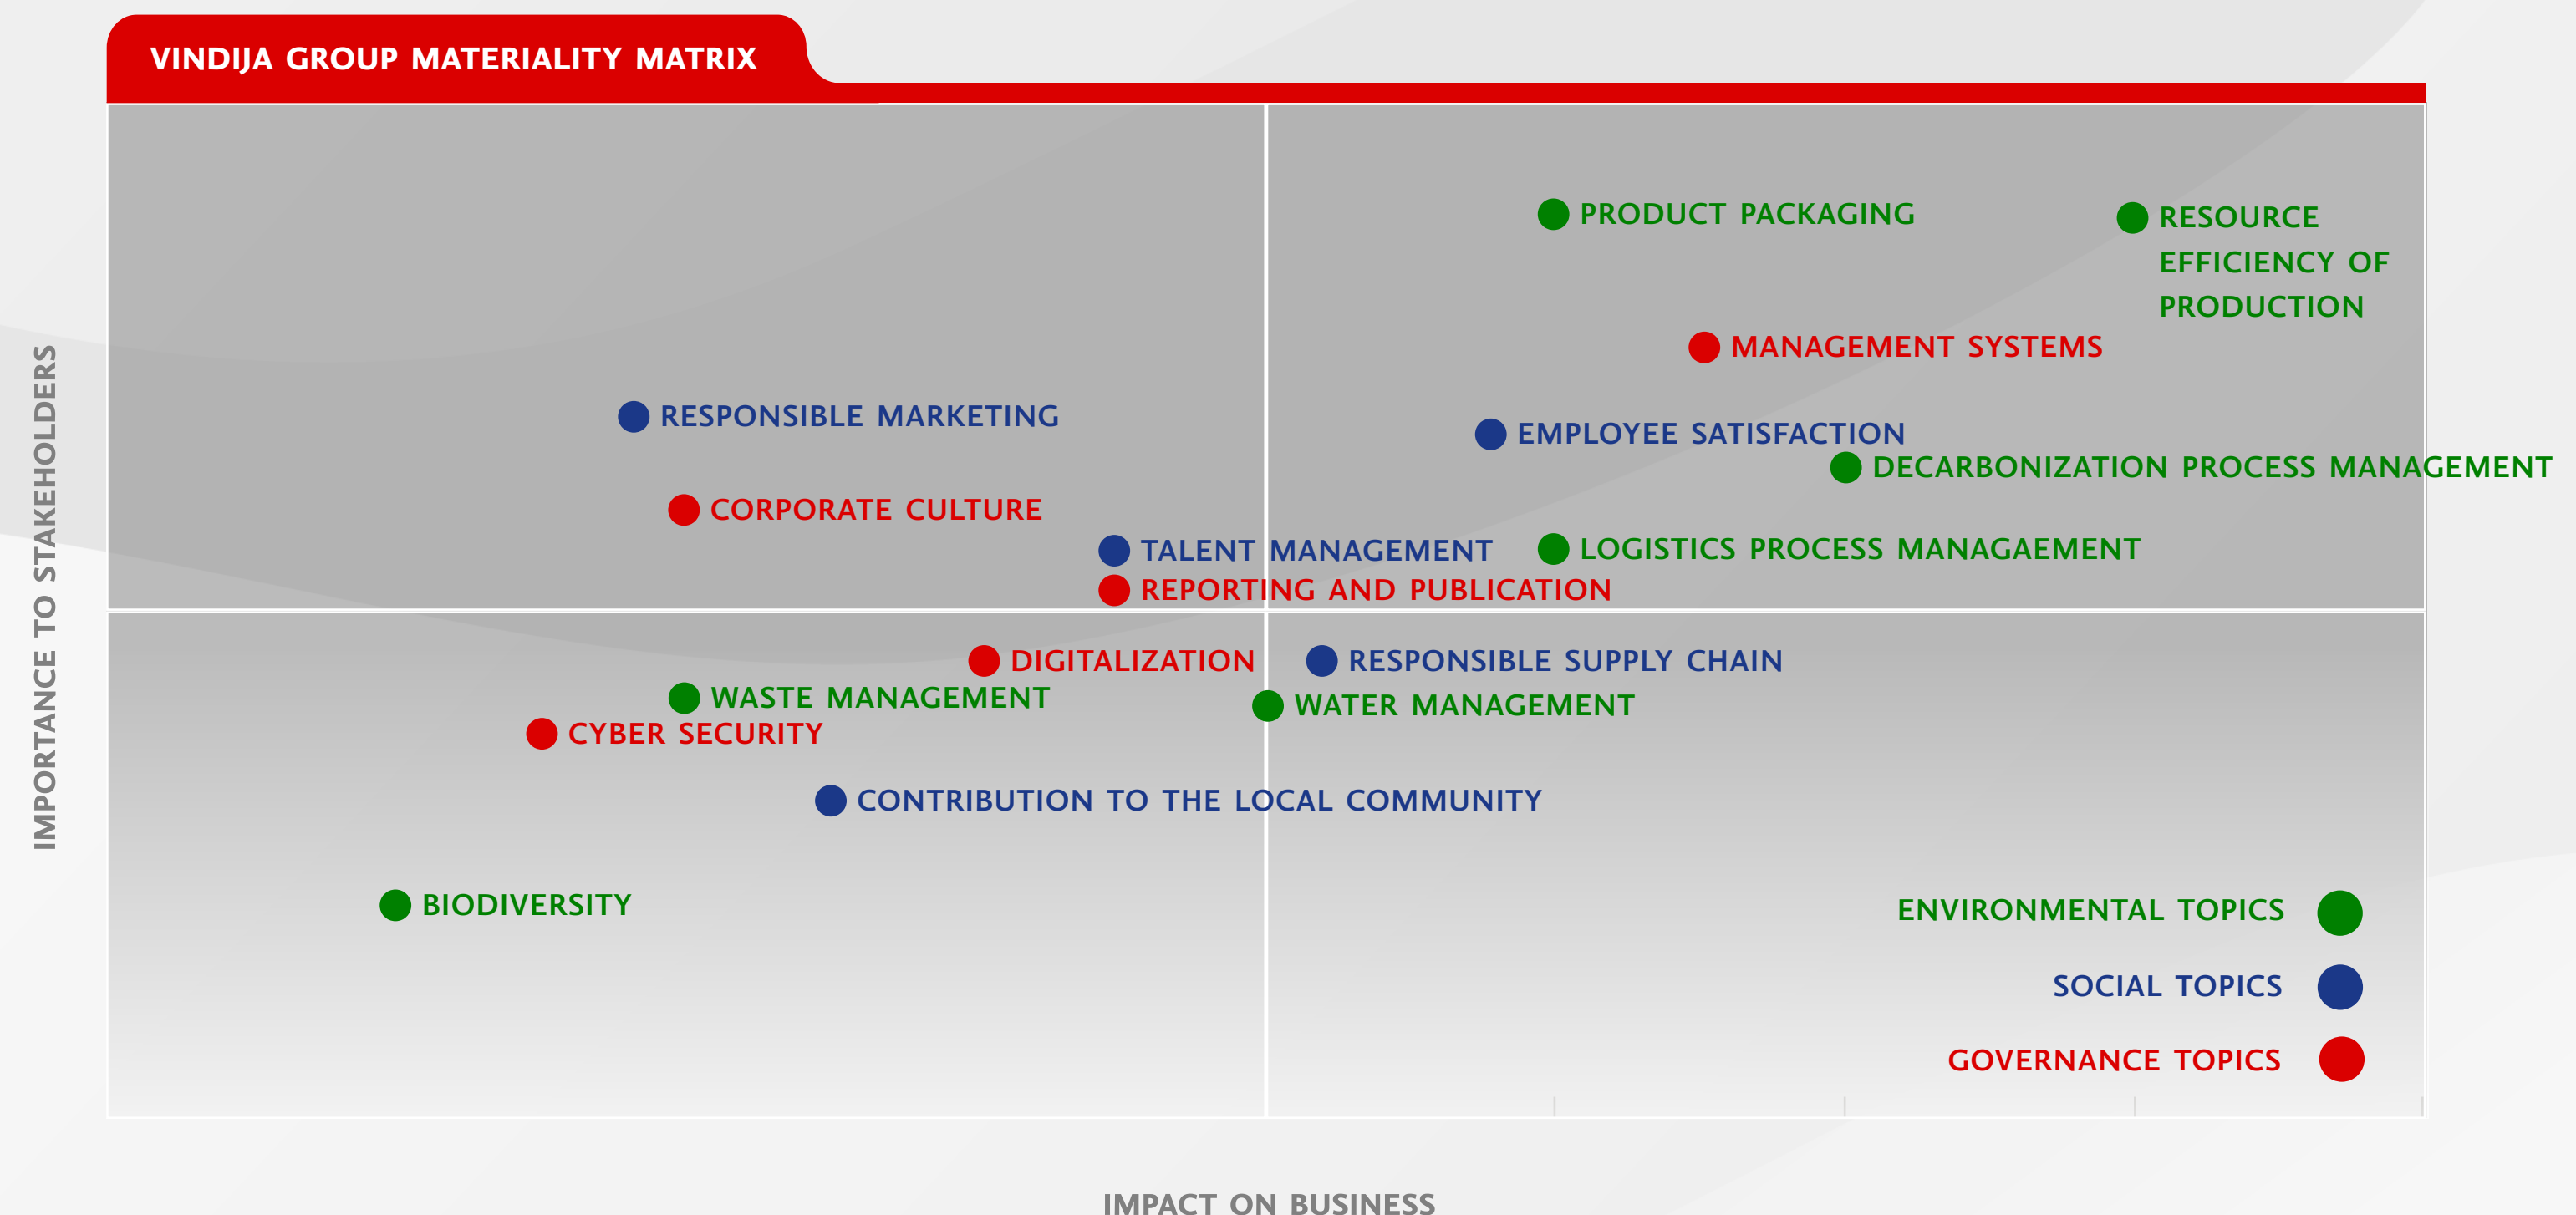 VINDIJA GROUP MATERIALITY MATRIX
IMPORTANCE TO STAKEHOLDERS
PRODUCT PACKAGING
RESOURCE
EFFICIENCY OF
PRODUCTION
MANAGEMENT SYSTEMS
RESPONSIBLE MARKETING
EMPLOYEE SATISFACTION
DECARBONIZATION PROCESS MANAGEMENT
CORPORATE CULTURE
TALENT MANAGEMENT
LOGISTICS PROCESS MANAGAEMENT
REPORTING AND PUBLICATION
DIGITALIZATION
RESPONSIBLE SUPPLY CHAIN
WASTE MANAGEMENT
WATER MANAGEMENT
CYBER SECURITY
CONTRIBUTION TO THE LOCAL COMMUNITY
BIODIVERSITY
ENVIRONMENTAL TOPICS
SOCIAL TOPICS
GOVERNANCE TOPICS
IMPACT ON BUSINESS